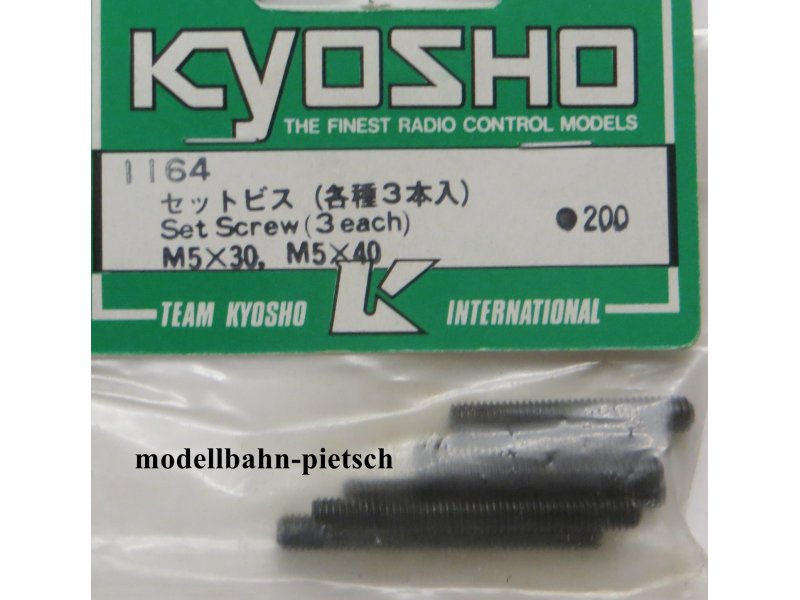 KYOSHO
THE FINEST RADIO CONTROL MODELS
1164
セットビス (各種3本入)
Set Screw (3 each)
●200
M5×30, M5×40
TEAM KYOSHO K INTERNATIONAL
modellbahn-pietsch